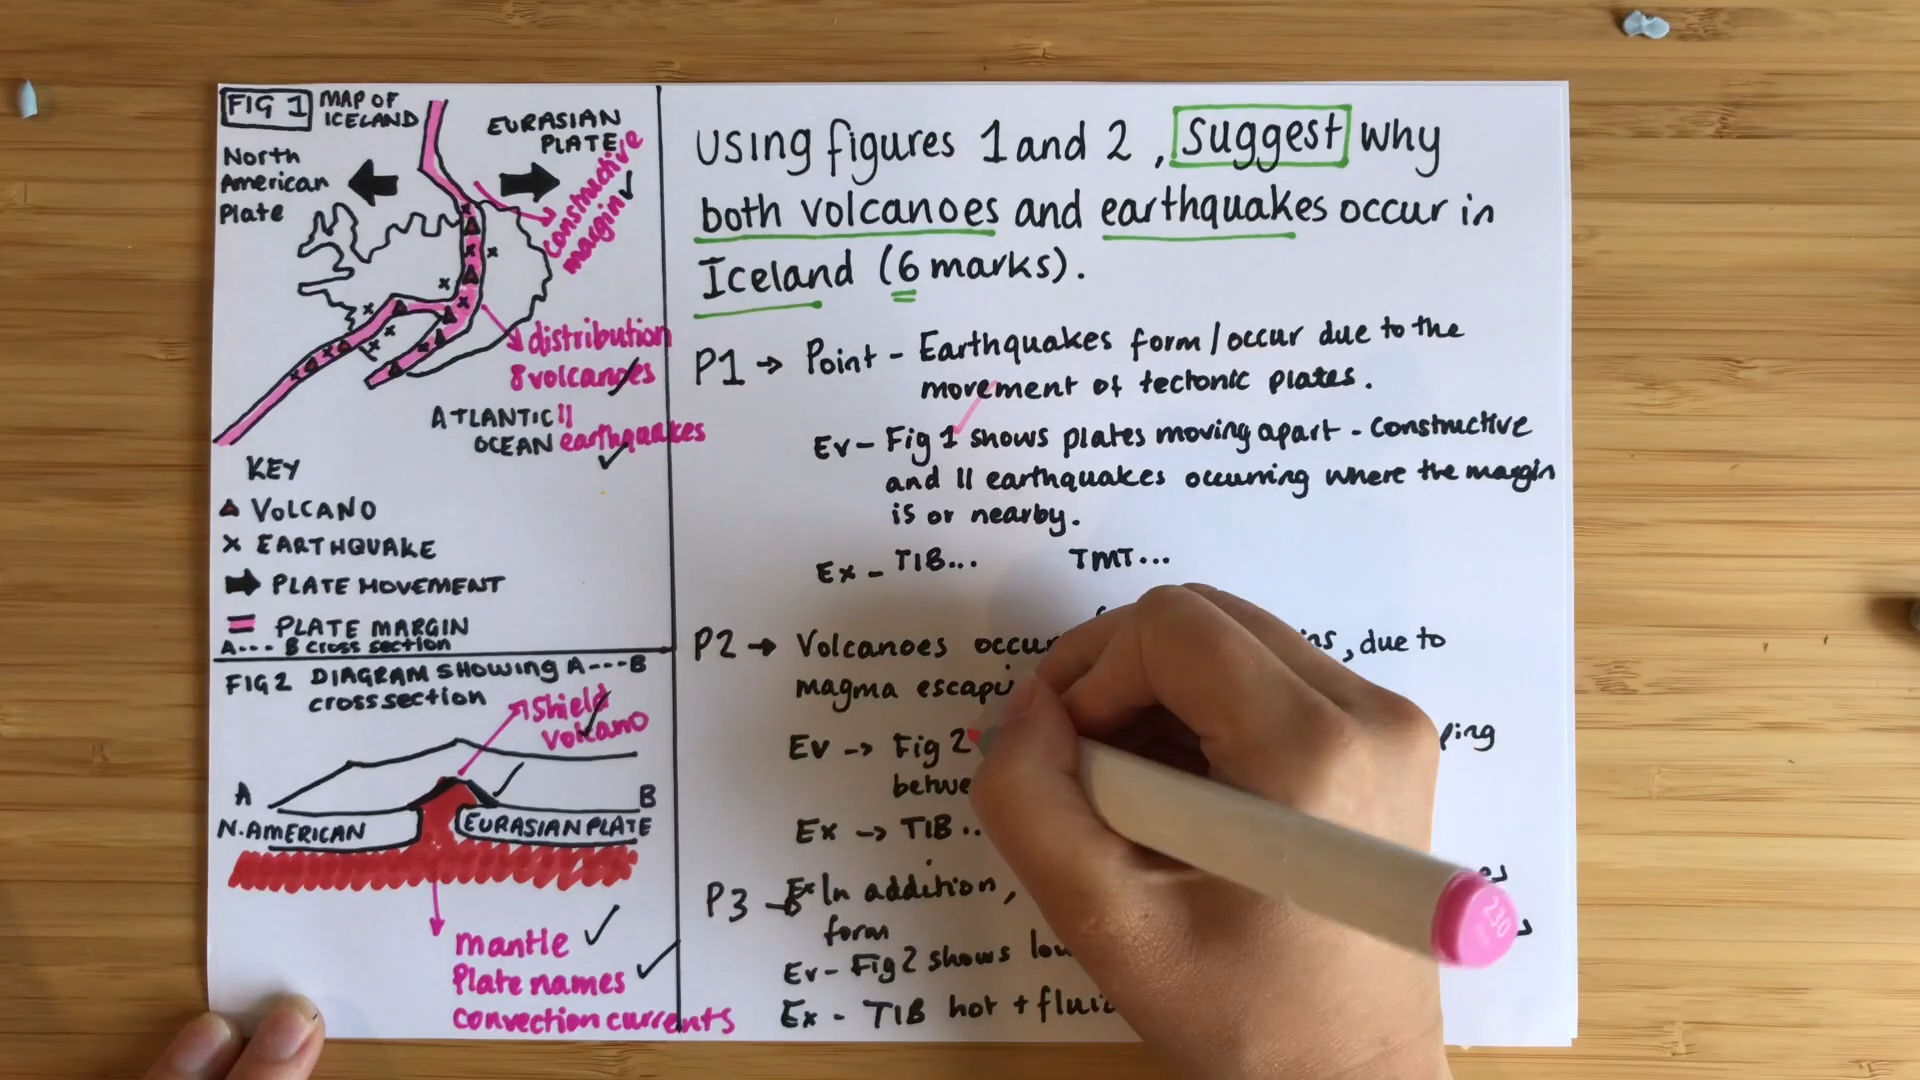 FIG 1
MAP OF
ICELAND
EURASIAN
PLATE
North
American
Plate
constructive
margin
distribution
8 volcanoes
11
earthquakes
ATLANTIC
OCEAN
KEY
VOLCANO
X EARTHQUAKE
PLATE MOVEMENT
PLATE MARGIN
A--- B cross section
FIG 2 DIAGRAM SHOWING A---B
cross section
Shield
volcano
A
B
N. AMERICAN
EURASIAN PLATE
mantle
Plate names
convection currents
Using figures 1 and 2, Suggest why
both volcanoes and earthquakes occur in
Iceland (6 marks).
P1 → Point - Earthquakes form/occur due to the
movement of tectonic plates.
Ev - Fig 1 shows plates moving apart - constructive
and 11 earthquakes occurring where the margin
is or nearby.
Ex - TIB... TMT...
P2 → Volcanoes , due to
magma
Ev -> Fig 2
Ex -> TIB..
P3 In addition,
form
Ev - Fig 2 shows
Ex - TIB hot +
230